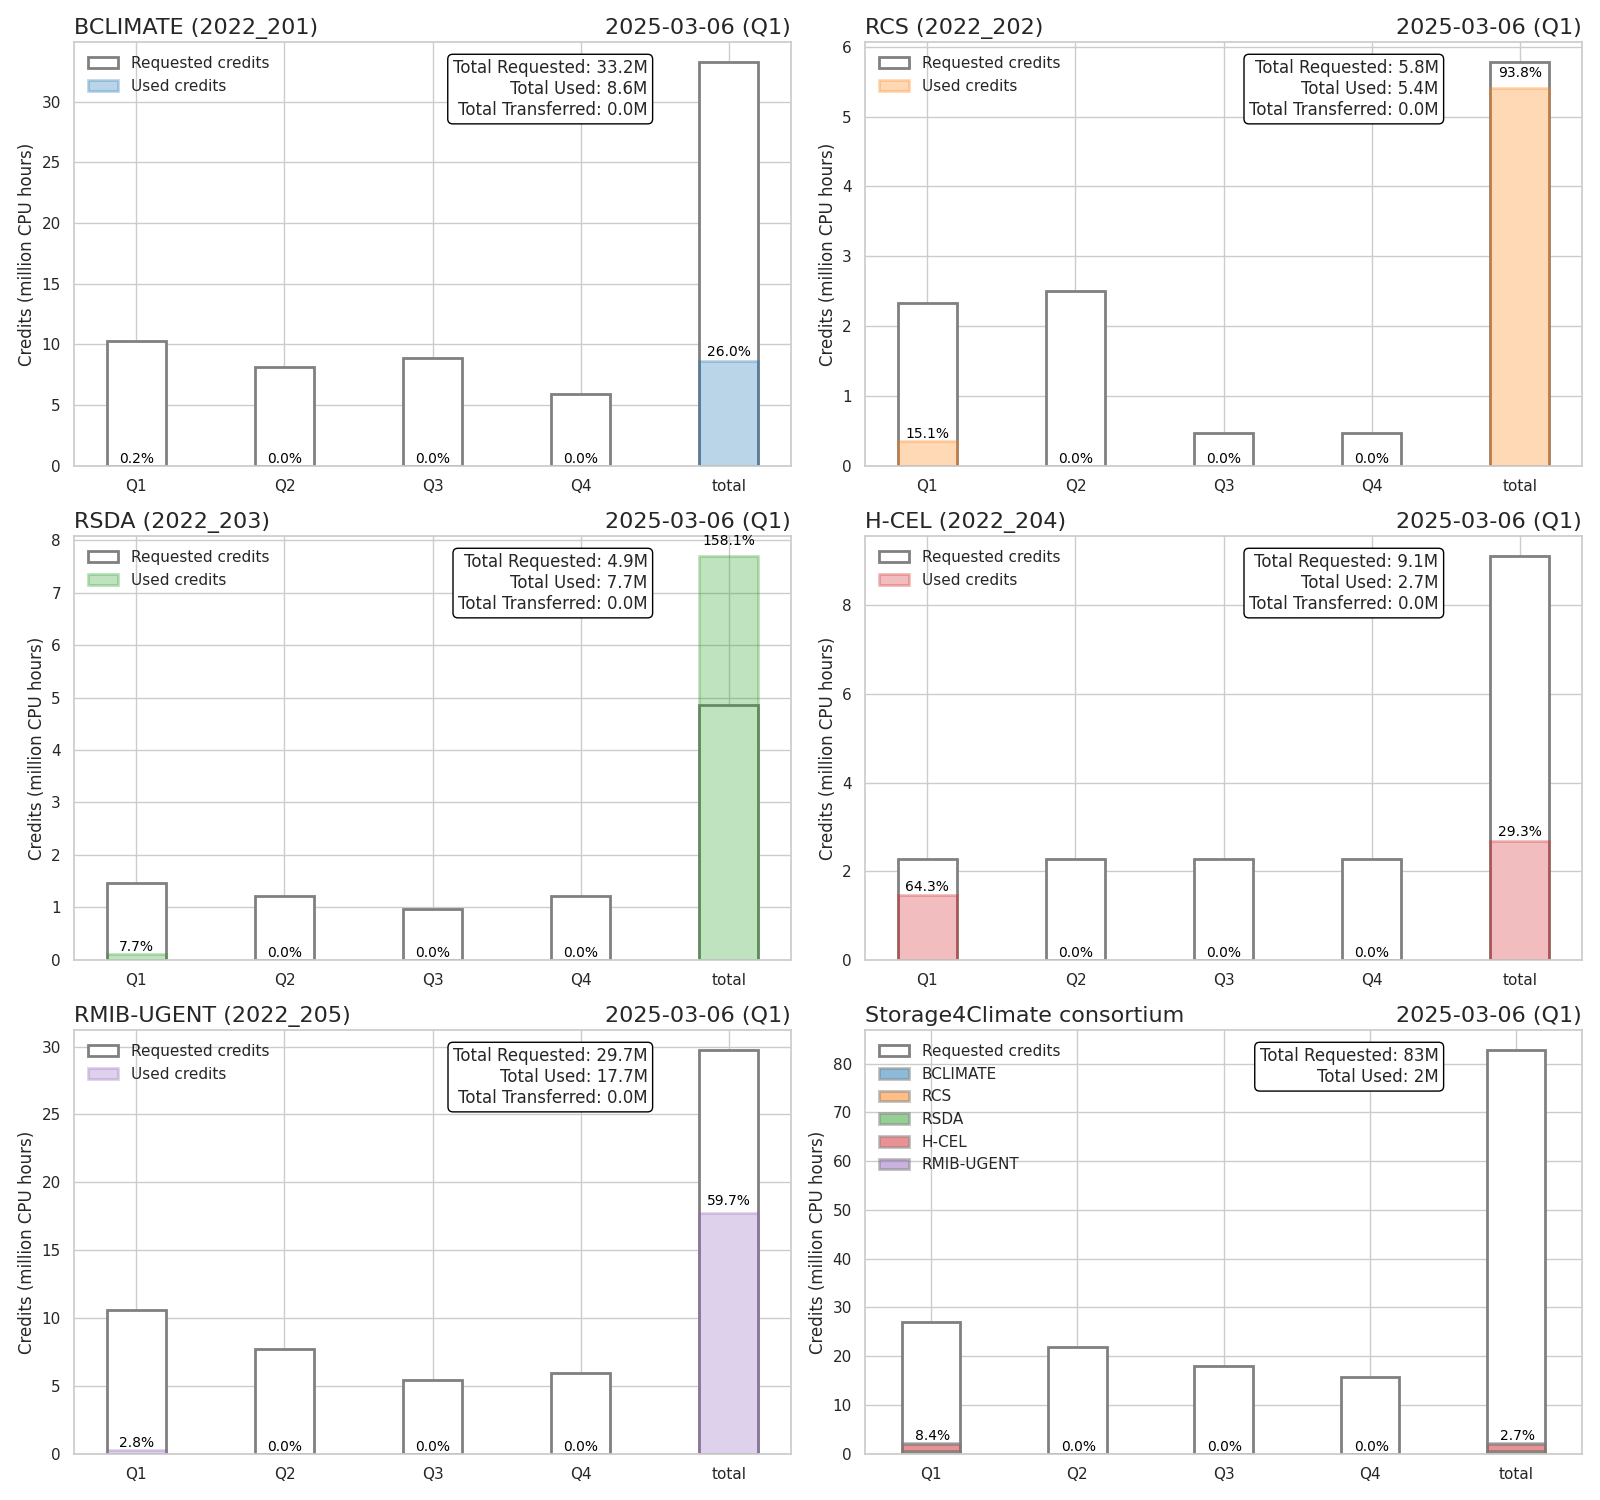 BCLIMATE (2022_201)
2025-03-06 (Q1)
Requested credits
Used credits
Total Requested: 33.2M
Total Used: 8.6M
Total Transferred: 0.0M
Credits (million CPU hours)
30
25
20
15
10
5
0
0.2%
0.0%
0.0%
0.0%
26.0%
Q1
Q2
Q3
Q4
total
RCS (2022_202)
2025-03-06 (Q1)
Requested credits
Used credits
Total Requested: 5.8M
Total Used: 5.4M
Total Transferred: 0.0M
Credits (million CPU hours)
6
5
4
3
2
1
0
15.1%
0.0%
0.0%
0.0%
93.8%
Q1
Q2
Q3
Q4
total
RSDA (2022_203)
2025-03-06 (Q1)
Requested credits
Used credits
Total Requested: 4.9M
Total Used: 7.7M
Total Transferred: 0.0M
Credits (million CPU hours)
8
7
6
5
4
3
2
1
0
7.7%
0.0%
0.0%
0.0%
158.1%
Q1
Q2
Q3
Q4
total
H-CEL (2022_204)
2025-03-06 (Q1)
Requested credits
Used credits
Total Requested: 9.1M
Total Used: 2.7M
Total Transferred: 0.0M
Credits (million CPU hours)
8
6
4
2
0
64.3%
0.0%
0.0%
0.0%
29.3%
Q1
Q2
Q3
Q4
total
RMIB-UGENT (2022_205)
2025-03-06 (Q1)
Requested credits
Used credits
Total Requested: 29.7M
Total Used: 17.7M
Total Transferred: 0.0M
Credits (million CPU hours)
30
25
20
15
10
5
0
2.8%
0.0%
0.0%
0.0%
59.7%
Q1
Q2
Q3
Q4
total
Storage4Climate consortium
2025-03-06 (Q1)
Requested credits
BCLIMATE
RCS
RSDA
H-CEL
RMIB-UGENT
Total Requested: 83M
Total Used: 2M
Credits (million CPU hours)
80
70
60
50
40
30
20
10
0
8.4%
0.0%
0.0%
0.0%
2.7%
Q1
Q2
Q3
Q4
total